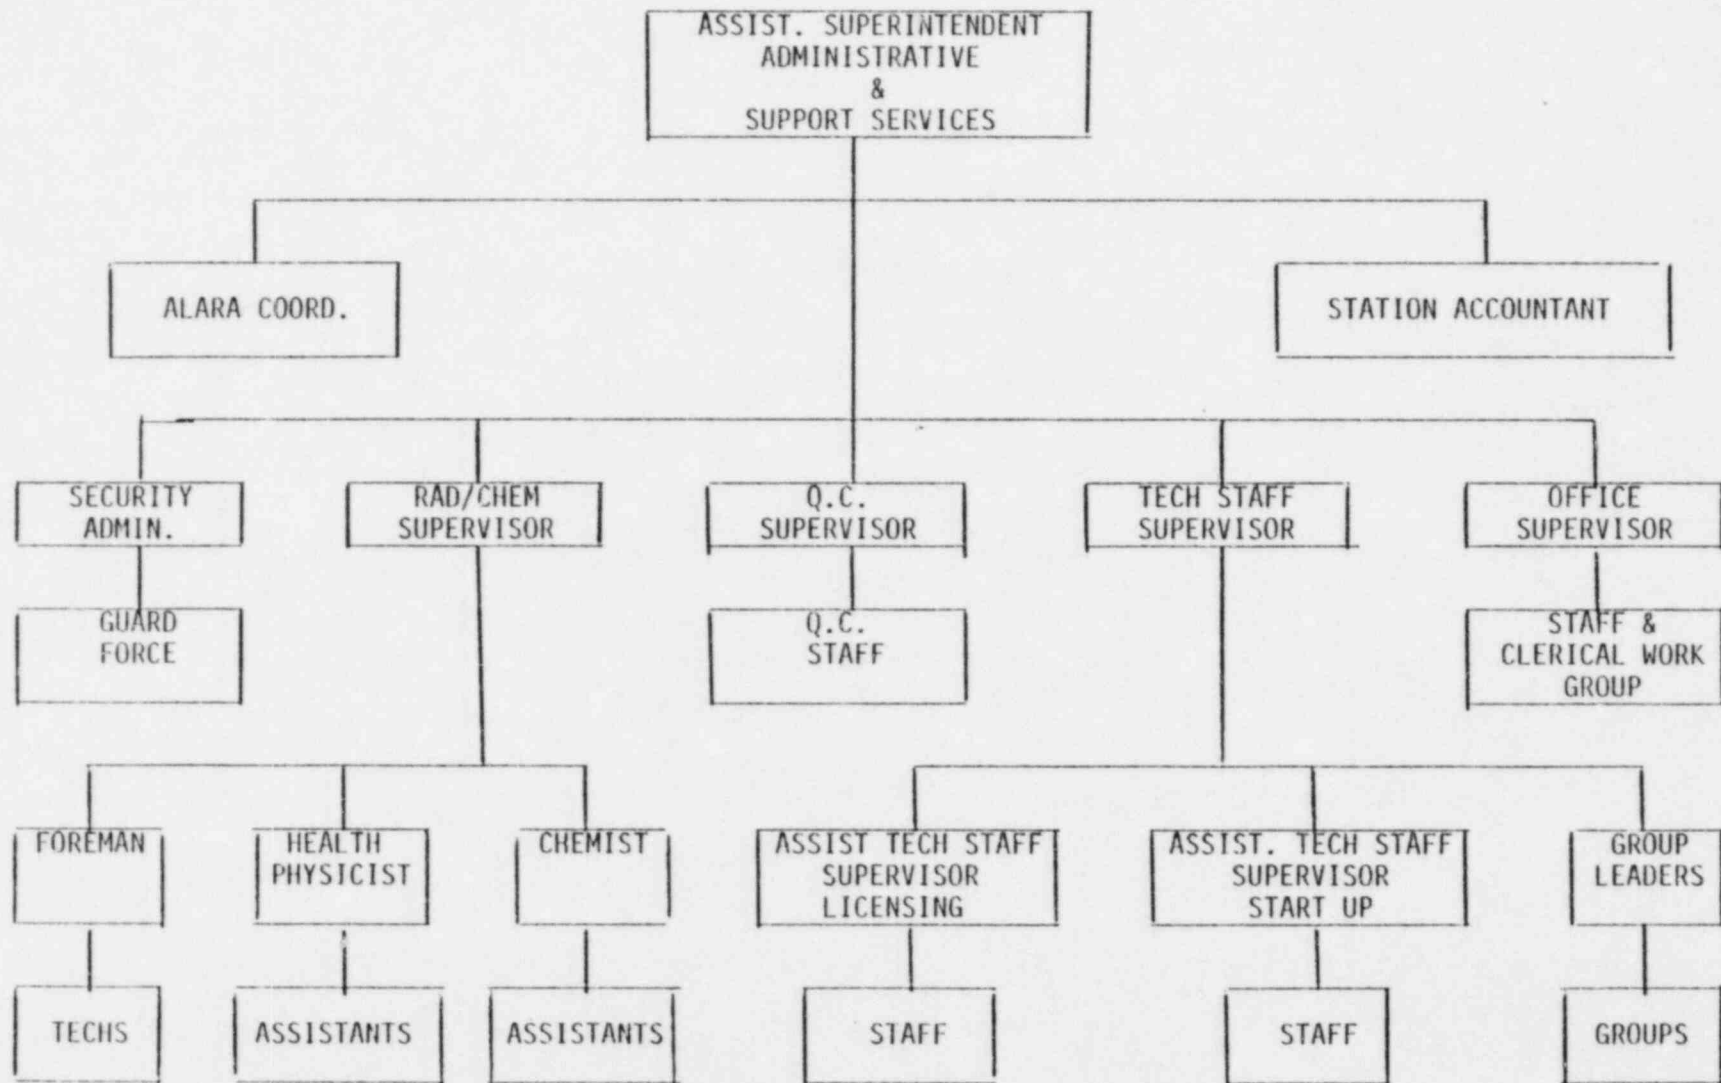 ASSIST. SUPERINTENDENT
ADMINISTRATIVE
&
SUPPORT SERVICES
ALARA COORD.
STATION ACCOUNTANT
SECURITY
ADMIN.
RAD/CHEM
SUPERVISOR
Q.C.
SUPERVISOR
TECH STAFF
SUPERVISOR
OFFICE
SUPERVISOR
GUARD
FORCE
Q.C.
STAFF
STAFF &
CLERICAL WORK
GROUP
FOREMAN
HEALTH
PHYSICIST
CHEMIST
ASSIST TECH STAFF
SUPERVISOR
LICENSING
ASSIST. TECH STAFF
SUPERVISOR
START UP
GROUP
LEADERS
TECHS
ASSISTANTS
ASSISTANTS
STAFF
STAFF
GROUPS